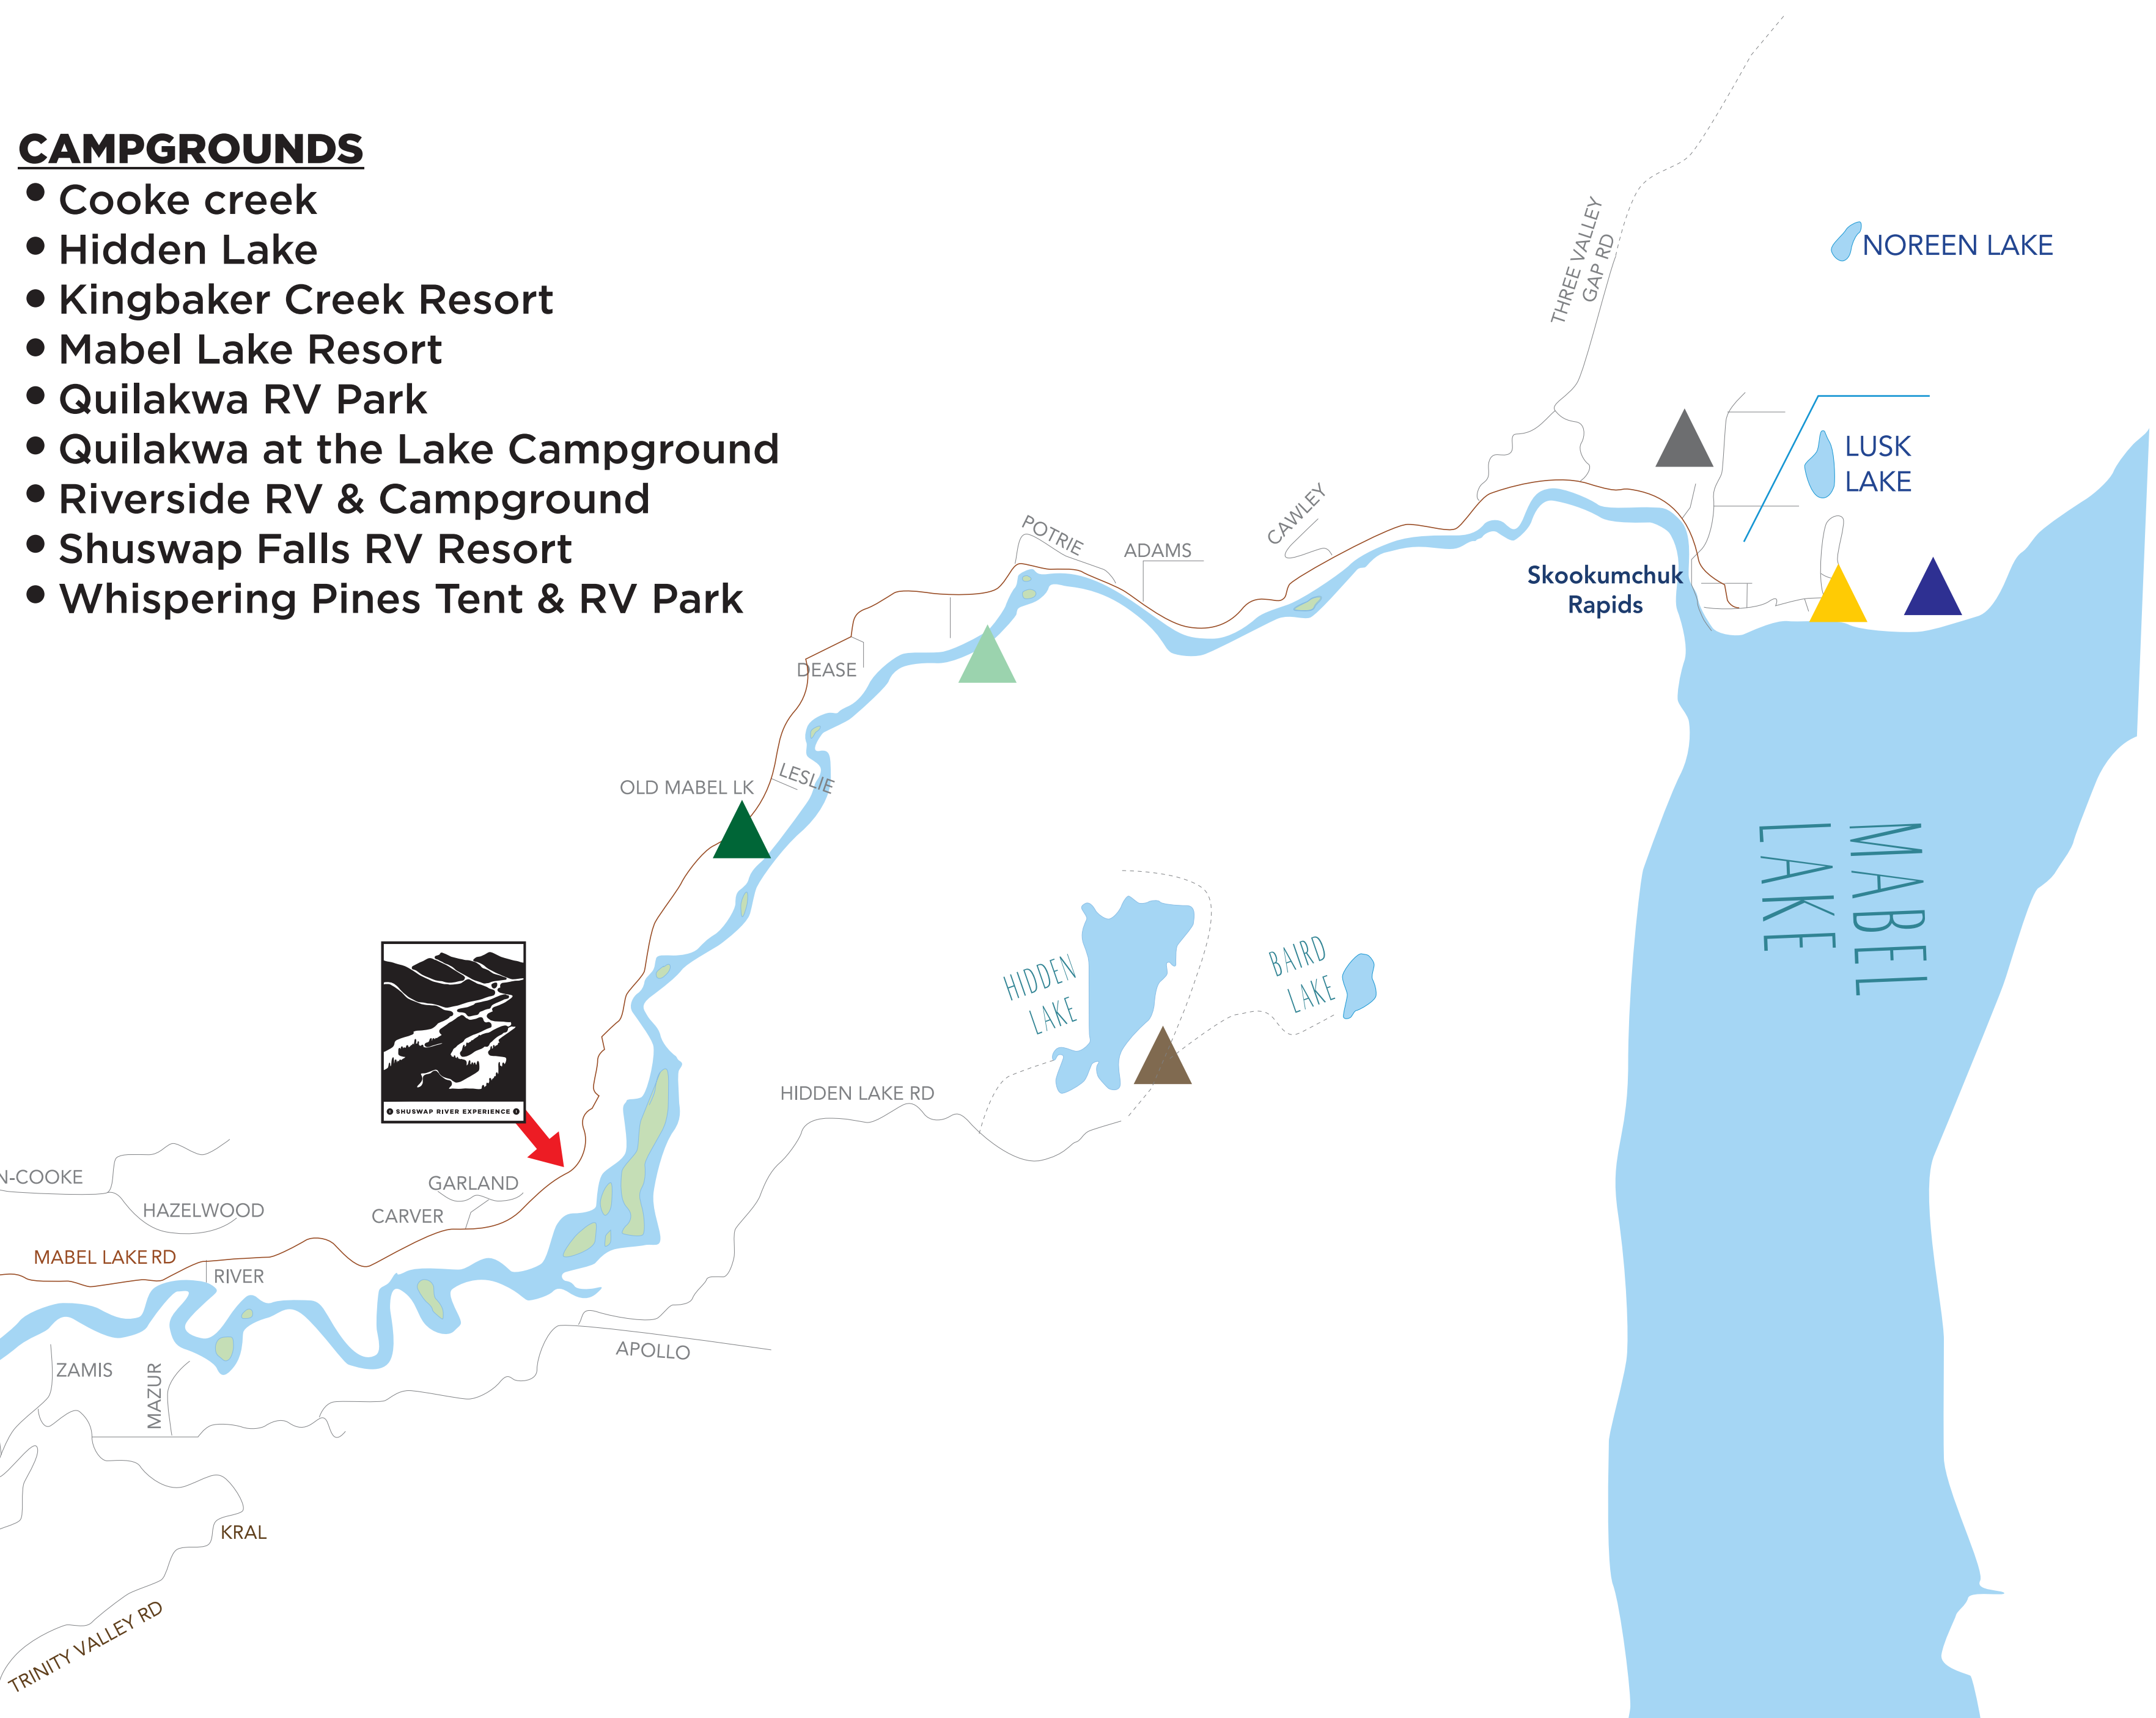 CAMPGROUNDS
• Cooke creek
• Hidden Lake
• Kingbaker Creek Resort
• Mabel Lake Resort
• Quilakwa RV Park
• Quilakwa at the Lake Campground
• Riverside RV & Campground
• Shuswap Falls RV Resort
• Whispering Pines Tent & RV Park
THREE VALLEY
GAP RD
NOREEN LAKE
LUSK
LAKE
CAWLEY
POTRIE
ADAMS
Skookumchuk
Rapids
DEASE
LESLIE
OLD MABEL LK
MABEL
LAKE
HIDDEN
LAKE
BAIRD
LAKE
SHUSWAP RIVER EXPERIENCE
HIDDEN LAKE RD
N-COOKE
HAZELWOOD
GARLAND
CARVER
MABEL LAKE RD
RIVER
APOLLO
ZAMIS
MAZUR
KRAL
TRINITY VALLEY RD